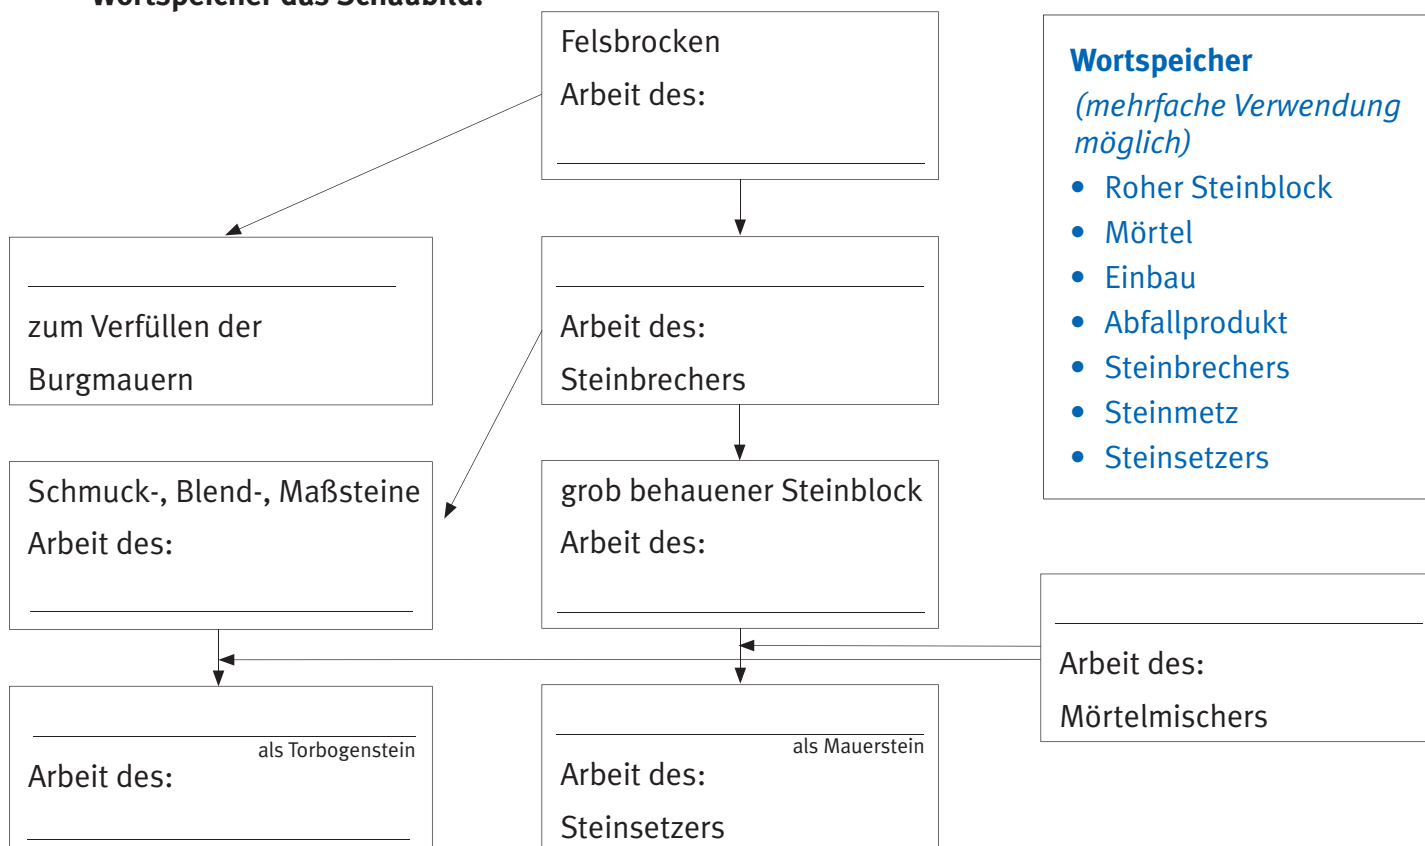 Wortspeicher das Schaubild.
Felsbrocken
Arbeit des:
Wortspeicher
(mehrfache Verwendung
möglich)
• Roher Steinblock
• Mörtel
• Einbau
• Abfallprodukt
• Steinbrechers
• Steinmetz
• Steinsetzers
zum Verfüllen der
Burgmauern
Arbeit des:
Steinbrechers
Schmuck-, Blend-, Maßsteine
Arbeit des:
grob behauener Steinblock
Arbeit des:
Arbeit des:
Mörtelmischers
als Torbogenstein
Arbeit des:
als Mauerstein
Arbeit des:
Steinsetzers